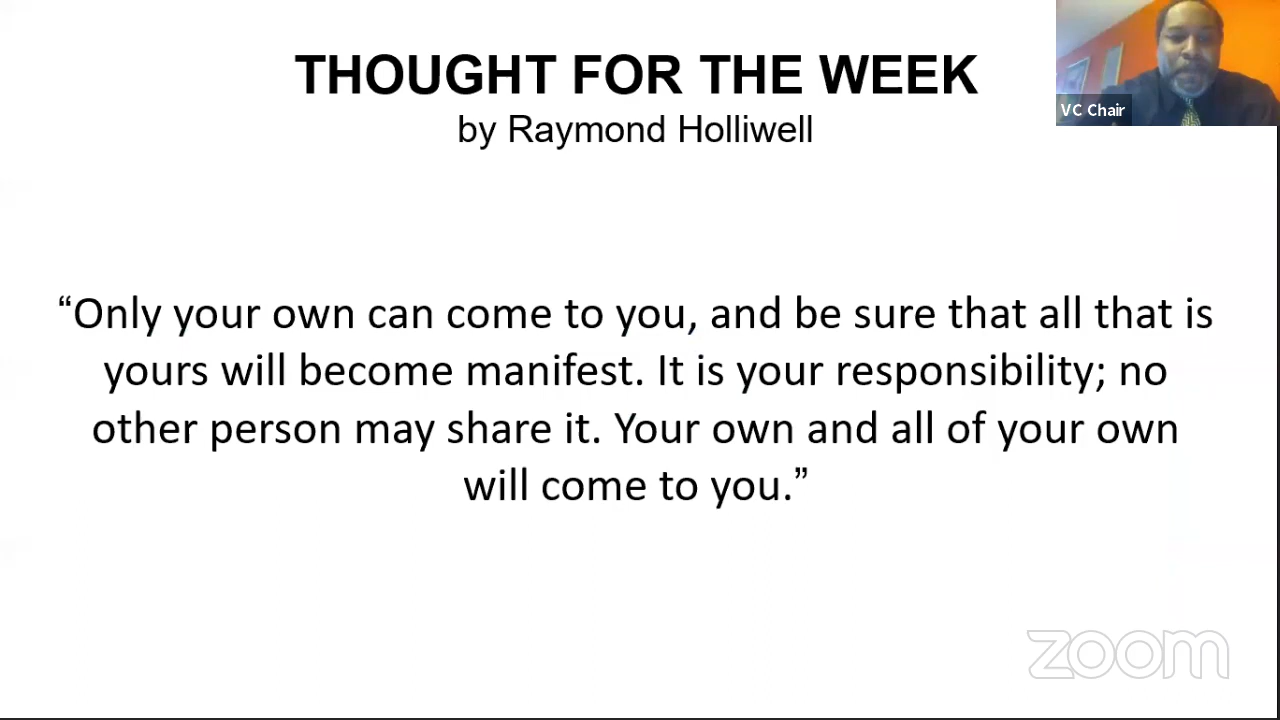 THOUGHT FOR THE WEEK
by Raymond Holliwell
VC Chair
“Only your own can come to you, and be sure that all that is
yours will become manifest. It is your responsibility; no
other person may share it. Your own and all of your own
will come to you.”
zoom